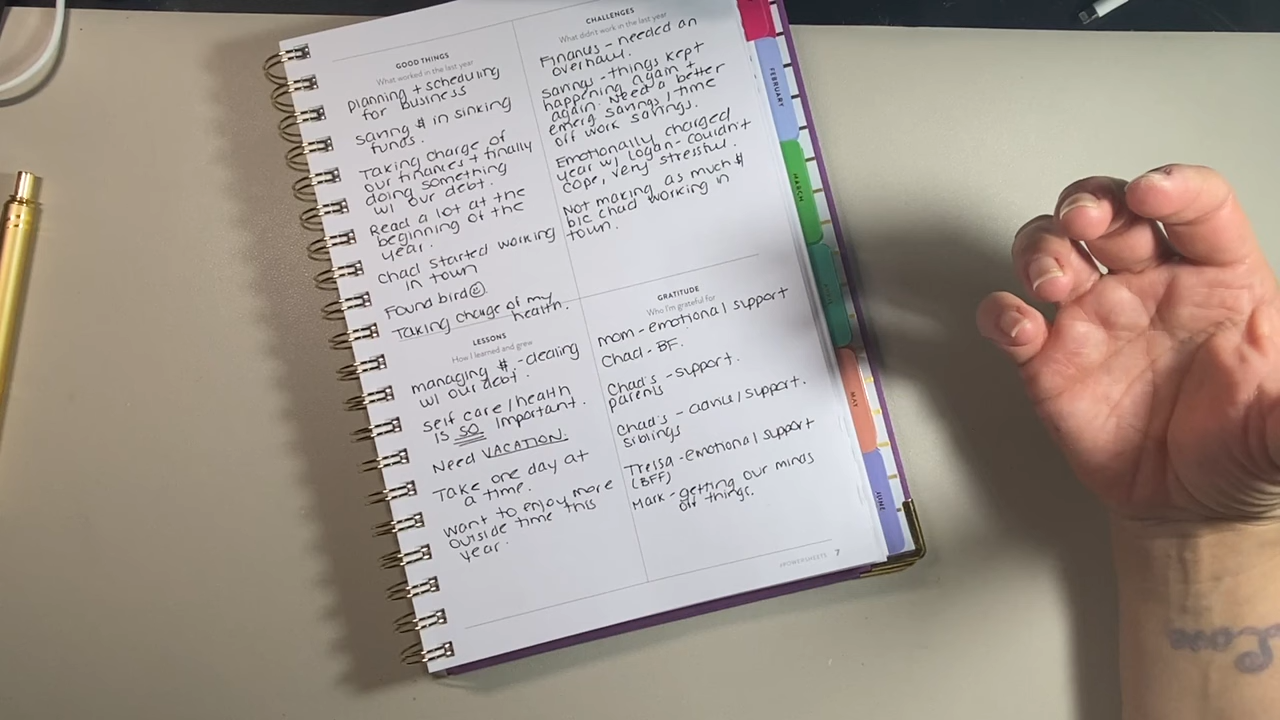 GOOD THINGS
What worked in the last year
planning + scheduling
for business
saving $ in sinking
funds.
Taking charge of
our finances + finally
doing something
w/ our debt.
Read a lot at the
beginning of the
year.
Chad started working
in town
Found bird☺.
Taking charge of my
health.
CHALLENGES
What didn't work in the last year
Finances - needed an
overhaul.
savings - things kept
happening again +
again. Need a better
emerg savings / time
off work savings.
Emotionally charged
year w/ Logan - couldn't
cope, very stressful.
Not making as much $
b/c Chad working in
town.
LESSONS
How I learned and grew
managing $ - dealing
w/ our debt.
self care/health
is so important.
Need VACATION.
Take one day at
a time.
want to enjoy more
outside time this
year.
GRATITUDE
Who I'm grateful for
mom - emotional support
Chad - BF.
Chad's - support.
parents
Chad's - advice/support.
siblings
Tressa - emotional support
(BFF)
Mark - getting our minds
off things.
#POWERSHEETS 7
FEBRUARY
MARCH
MAY
JUNE
Love